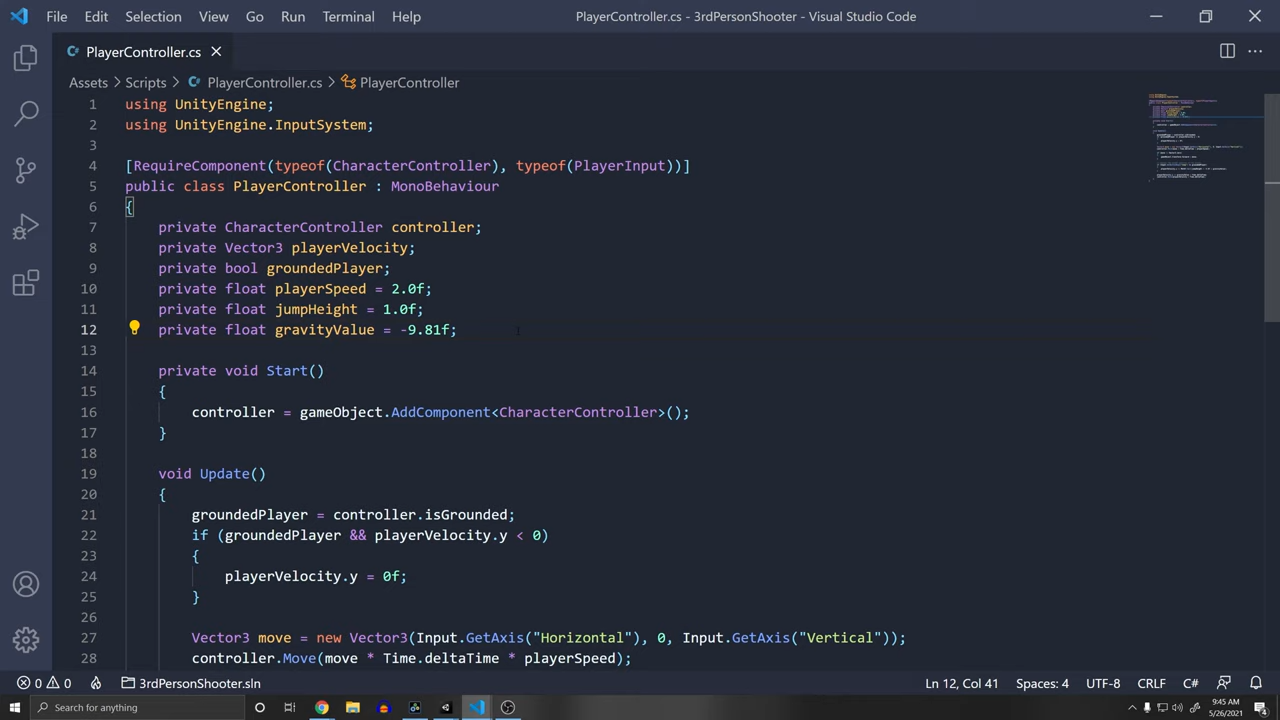 File Edit Selection View Go Run Terminal Help PlayerController.cs - 3rdPersonShooter - Visual Studio Code
PlayerController.cs
Assets > Scripts > PlayerController.cs > PlayerController
1 using UnityEngine;
2 using UnityEngine.InputSystem;
3
4 [RequireComponent(typeof(CharacterController), typeof(PlayerInput))]
5 public class PlayerController : MonoBehaviour
6 {
7 private CharacterController controller;
8 private Vector3 playerVelocity;
9 private bool groundedPlayer;
10 private float playerSpeed = 2.0f;
11 private float jumpHeight = 1.0f;
12 private float gravityValue = -9.81f;
13
14 private void Start()
15 {
16 controller = gameObject.AddComponent<CharacterController>();
17 }
18
19 void Update()
20 {
21 groundedPlayer = controller.isGrounded;
22 if (groundedPlayer && playerVelocity.y < 0)
23 {
24 playerVelocity.y = 0f;
25 }
26
27 Vector3 move = new Vector3(Input.GetAxis("Horizontal"), 0, Input.GetAxis("Vertical"));
28 controller.Move(move * Time.deltaTime * playerSpeed);
0 0 3rdPersonShooter.sln Ln 12, Col 41 Spaces: 4 UTF-8 CRLF C#
Search for anything 9:45 AM
5/26/2021 4